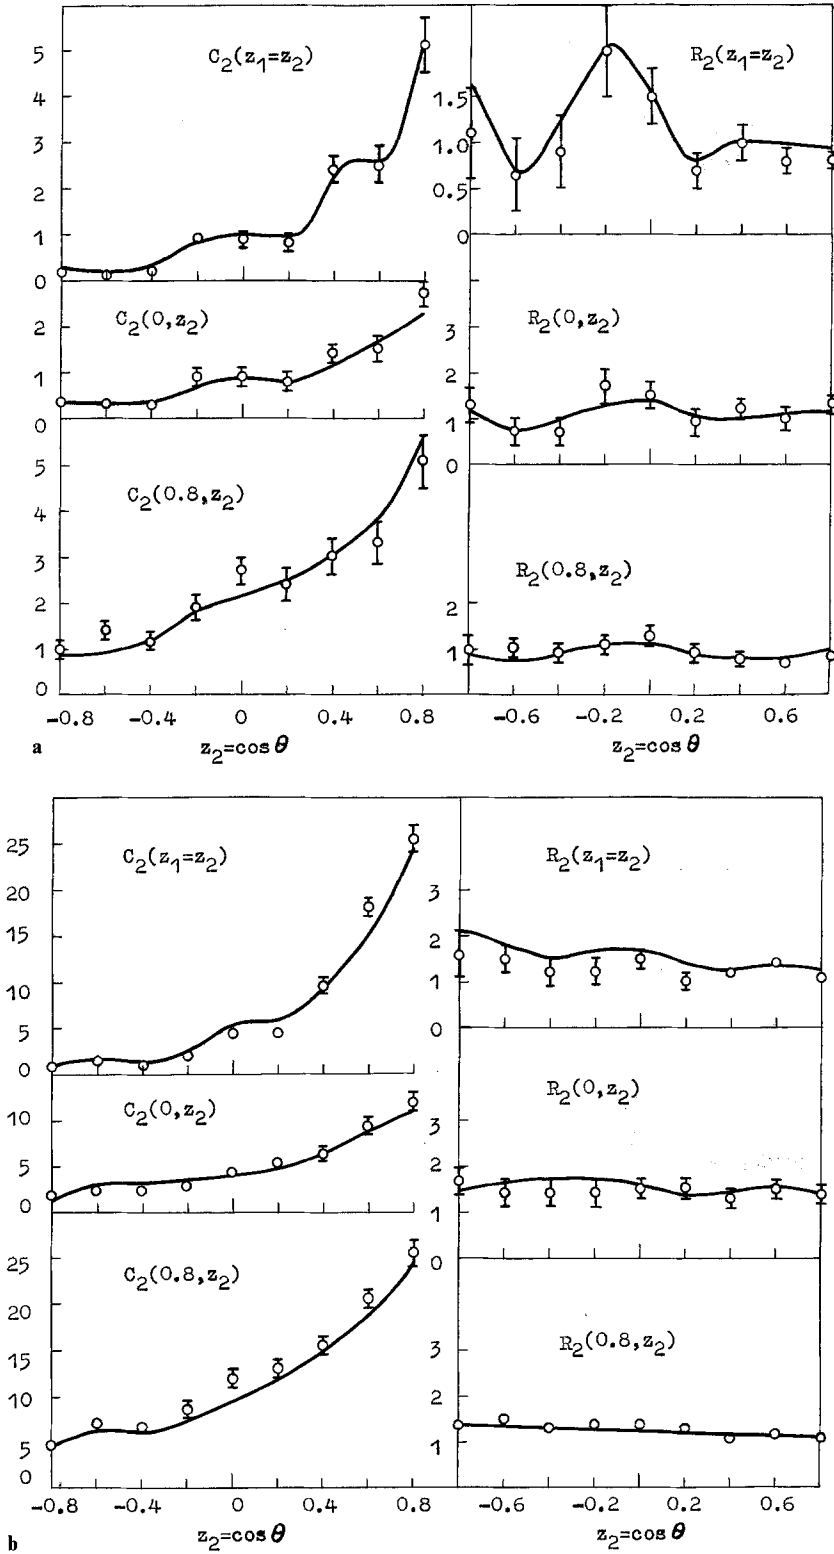 C₂(z₁=z₂)
5
4
3
2
1
0
R₂(z₁=z₂)
1.5
1.0
0.5
0
C₂(0,z₂)
2
1
0
R₂(0,z₂)
3
2
1
0
C₂(0.8,z₂)
5
4
3
2
1
0
R₂(0.8,z₂)
2
1
-0.8 -0.4 0 0.4 0.8
-0.6 -0.2 0.2 0.6
a z₂=cosθ
z₂=cosθ
C₂(z₁=z₂)
25
20
15
10
5
0
R₂(z₁=z₂)
3
2
1
0
C₂(0,z₂)
10
5
0
R₂(0,z₂)
3
2
1
0
C₂(0.8,z₂)
25
20
15
10
5
0
R₂(0.8,z₂)
3
2
1
-0.8 -0.4 0 0.4 0.8
-0.6 -0.2 0.2 0.6
b z₂=cosθ
z₂=cosθ